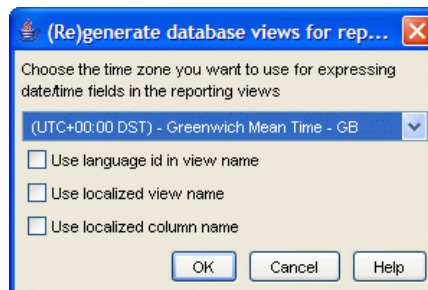 (Re)generate database views for rep...
Choose the time zone you want to use for expressing
date/time fields in the reporting views
(UTC+00:00 DST) - Greenwich Mean Time - GB
Use language id in view name
Use localized view name
Use localized column name
OK Cancel Help